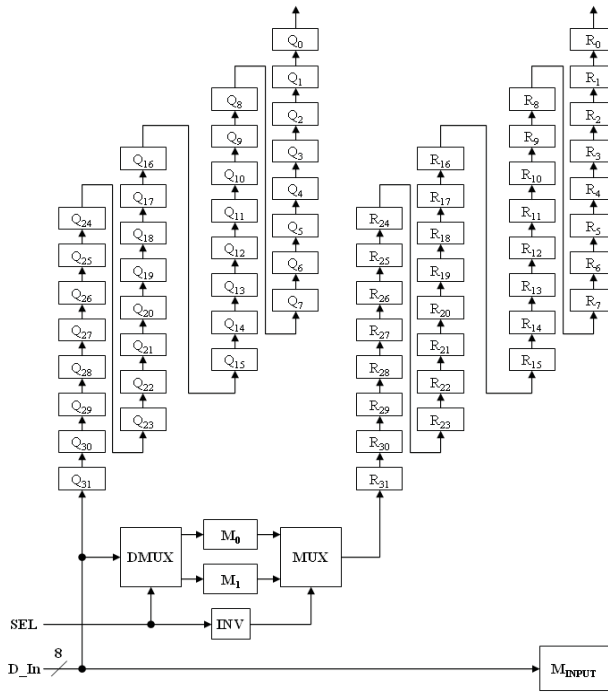 Q0
Q1
Q2
Q3
Q4
Q5
Q6
Q7
Q8
Q9
Q10
Q11
Q12
Q13
Q14
Q15
Q16
Q17
Q18
Q19
Q20
Q21
Q22
Q23
Q24
Q25
Q26
Q27
Q28
Q29
Q30
Q31
R0
R1
R2
R3
R4
R5
R6
R7
R8
R9
R10
R11
R12
R13
R14
R15
R16
R17
R18
R19
R20
R21
R22
R23
R24
R25
R26
R27
R28
R29
R30
R31
DMUX
M0
M1
MUX
SEL
INV
D_In
8
MINPUT